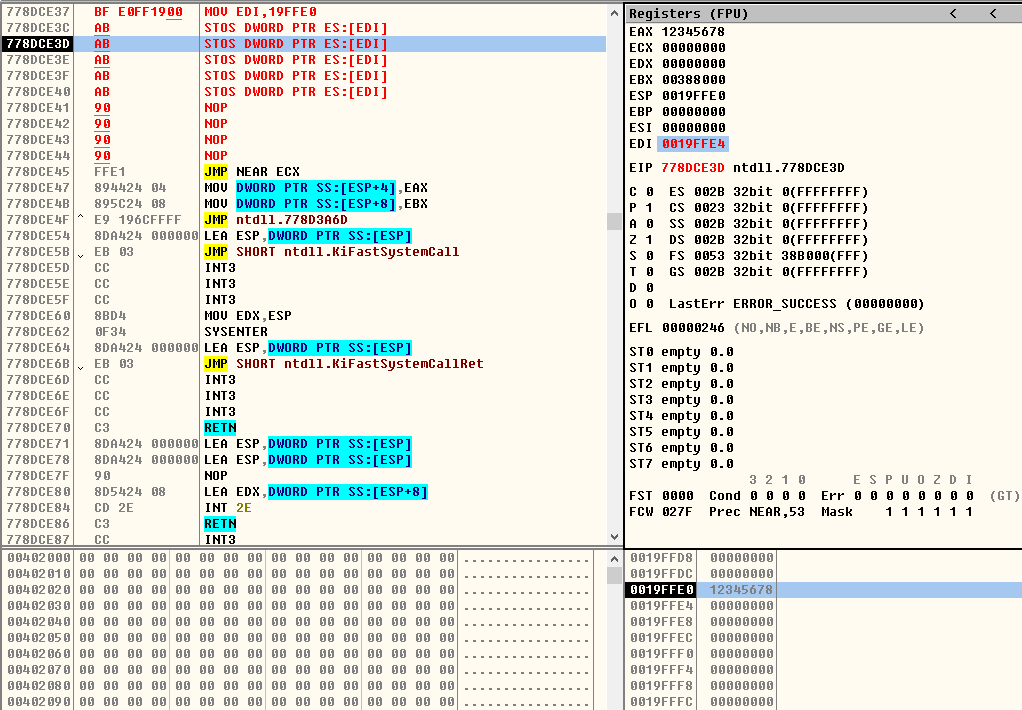 778DCE37 BF E0FF1900 MOV EDI,19FFE0
778DCE3C AB STOS DWORD PTR ES:[EDI]
778DCE3D AB STOS DWORD PTR ES:[EDI]
778DCE3E AB STOS DWORD PTR ES:[EDI]
778DCE3F AB STOS DWORD PTR ES:[EDI]
778DCE40 AB STOS DWORD PTR ES:[EDI]
778DCE41 90 NOP
778DCE42 90 NOP
778DCE43 90 NOP
778DCE44 90 NOP
778DCE45 FFE1 JMP NEAR ECX
778DCE47 894424 04 MOV DWORD PTR SS:[ESP+4],EAX
778DCE4B 895C24 08 MOV DWORD PTR SS:[ESP+8],EBX
778DCE4F ^ E9 196CFFFF JMP ntdll.778D3A6D
778DCE54 8DA424 000000 LEA ESP,DWORD PTR SS:[ESP]
778DCE5B ⌄ EB 03 JMP SHORT ntdll.KiFastSystemCall
778DCE5D CC INT3
778DCE5E CC INT3
778DCE5F CC INT3
778DCE60 8BD4 MOV EDX,ESP
778DCE62 0F34 SYSENTER
778DCE64 8DA424 000000 LEA ESP,DWORD PTR SS:[ESP]
778DCE6B ⌄ EB 03 JMP SHORT ntdll.KiFastSystemCallRet
778DCE6D CC INT3
778DCE6E CC INT3
778DCE6F CC INT3
778DCE70 C3 RETN
778DCE71 8DA424 000000 LEA ESP,DWORD PTR SS:[ESP]
778DCE78 8DA424 000000 LEA ESP,DWORD PTR SS:[ESP]
778DCE7F 90 NOP
778DCE80 8D5424 08 LEA EDX,DWORD PTR SS:[ESP+8]
778DCE84 CD 2E INT 2E
778DCE86 C3 RETN
778DCE87 CC INT3
Registers (FPU) < <
EAX 12345678
ECX 00000000
EDX 00000000
EBX 00388000
ESP 0019FFE0
EBP 00000000
ESI 00000000
EDI 0019FFE4
EIP 778DCE3D ntdll.778DCE3D
C 0 ES 002B 32bit 0(FFFFFFFF)
P 1 CS 0023 32bit 0(FFFFFFFF)
A 0 SS 002B 32bit 0(FFFFFFFF)
Z 1 DS 002B 32bit 0(FFFFFFFF)
S 0 FS 0053 32bit 38B000(FFF)
T 0 GS 002B 32bit 0(FFFFFFFF)
D 0
O 0 LastErr ERROR_SUCCESS (00000000)
EFL 00000246 (NO,NB,E,BE,NS,PE,GE,LE)
ST0 empty 0.0
ST1 empty 0.0
ST2 empty 0.0
ST3 empty 0.0
ST4 empty 0.0
ST5 empty 0.0
ST6 empty 0.0
ST7 empty 0.0
3 2 1 0 E S P U O Z D I
FST 0000 Cond 0 0 0 0 Err 0 0 0 0 0 0 0 0 (GT)
FCW 027F Prec NEAR,53 Mask 1 1 1 1 1 1
00402000 00 00 00 00 00 00 00 00 00 00 00 00 00 00 00 00 ................
00402010 00 00 00 00 00 00 00 00 00 00 00 00 00 00 00 00 ................
00402020 00 00 00 00 00 00 00 00 00 00 00 00 00 00 00 00 ................
00402030 00 00 00 00 00 00 00 00 00 00 00 00 00 00 00 00 ................
00402040 00 00 00 00 00 00 00 00 00 00 00 00 00 00 00 00 ................
00402050 00 00 00 00 00 00 00 00 00 00 00 00 00 00 00 00 ................
00402060 00 00 00 00 00 00 00 00 00 00 00 00 00 00 00 00 ................
00402070 00 00 00 00 00 00 00 00 00 00 00 00 00 00 00 00 ................
00402080 00 00 00 00 00 00 00 00 00 00 00 00 00 00 00 00 ................
00402090 00 00 00 00 00 00 00 00 00 00 00 00 00 00 00 00 ................
0019FFD8 00000000
0019FFDC 00000000
0019FFE0 12345678
0019FFE4 00000000
0019FFE8 00000000
0019FFEC 00000000
0019FFF0 00000000
0019FFF4 00000000
0019FFF8 00000000
0019FFFC 00000000